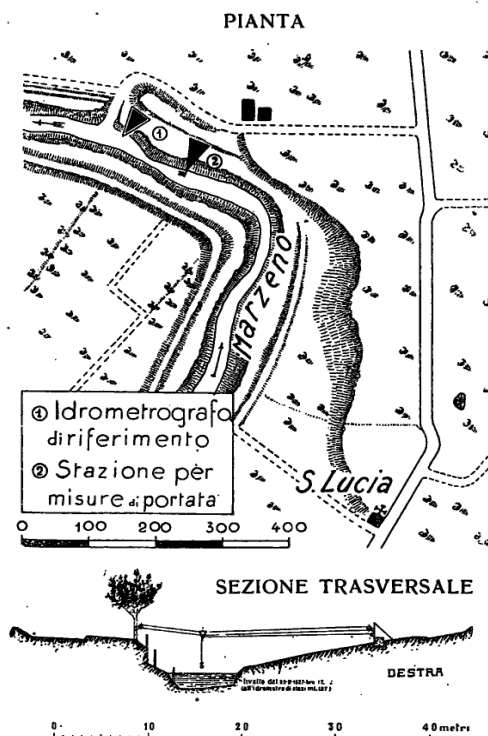 PIANTA
①
②
Marzeno
① Idrometrografo
di riferimento
② Stazione per
misure di portata
S. Lucia
0 100 200 300 400
SEZIONE TRASVERSALE
DESTRA
0 10 20 30 40 metri